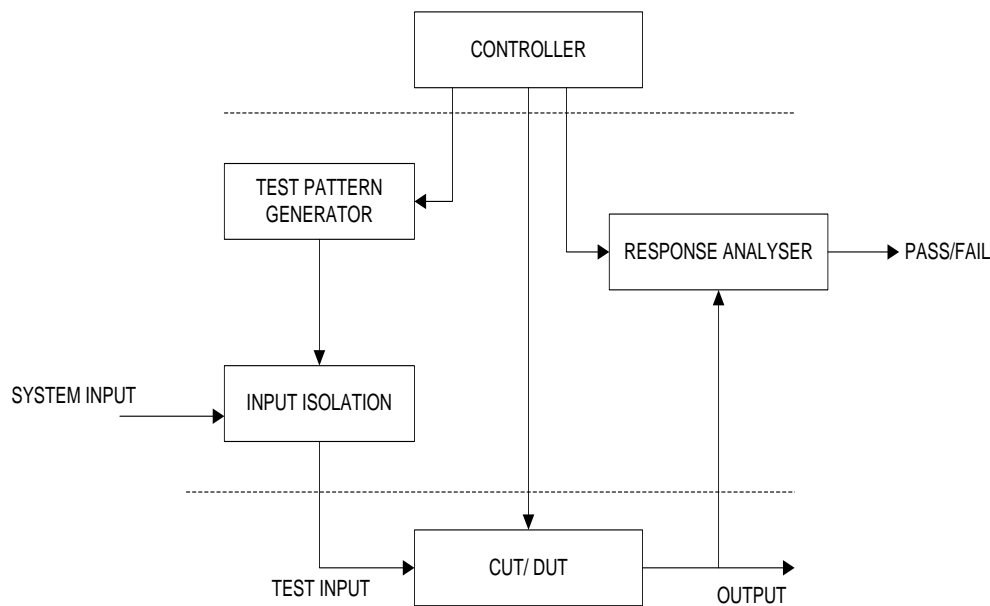 CONTROLLER
TEST PATTERN
GENERATOR
RESPONSE ANALYSER
PASS/FAIL
SYSTEM INPUT
INPUT ISOLATION
TEST INPUT
CUT/ DUT
OUTPUT